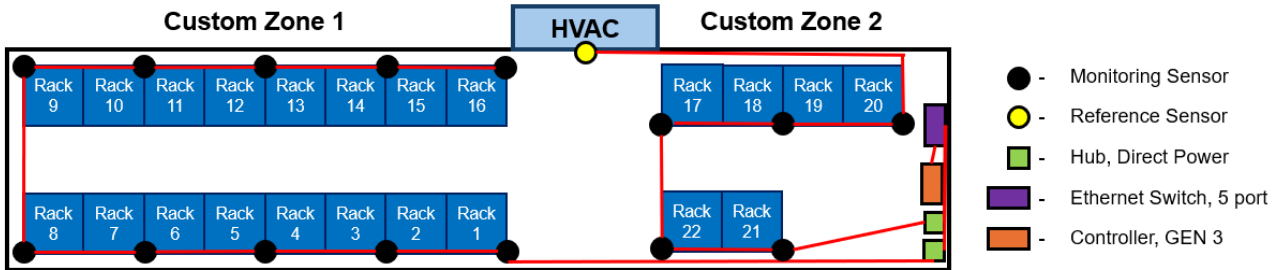 Custom Zone 1
HVAC
Custom Zone 2
Rack
9
Rack
10
Rack
11
Rack
12
Rack
13
Rack
14
Rack
15
Rack
16
Rack
17
Rack
18
Rack
19
Rack
20
Rack
8
Rack
7
Rack
6
Rack
5
Rack
4
Rack
3
Rack
2
Rack
1
Rack
22
Rack
21
- Monitoring Sensor
- Reference Sensor
- Hub, Direct Power
- Ethernet Switch, 5 port
- Controller, GEN 3